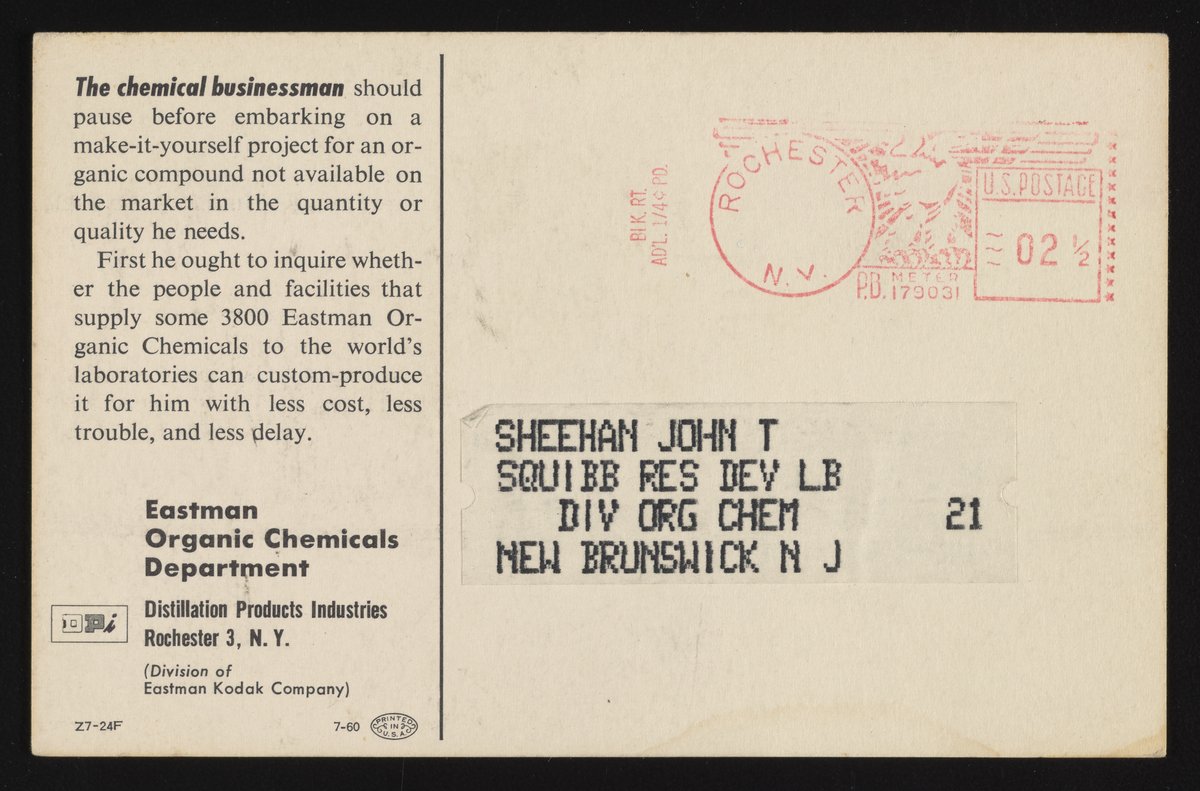 The chemical businessman should
pause before embarking on a
make-it-yourself project for an or-
ganic compound not available on
the market in the quantity or
quality he needs.
First he ought to inquire wheth-
er the people and facilities that
supply some 3800 Eastman Or-
ganic Chemicals to the world's
laboratories can custom-produce
it for him with less cost, less
trouble, and less delay.
Eastman
Organic Chemicals
Department
DPi
Distillation Products Industries
Rochester 3, N. Y.
(Division of
Eastman Kodak Company)
Z7-24F
7-60
PRINTED
IN
U.S.A.
BLK. RT.
AD'L. 1/4¢ PD.
ROCHESTER
N.Y.
P.B. METER
179031
U.S. POSTAGE
02 ½
SHEEHAN JOHN T
SQUIBB RES DEV LB
DIV ORG CHEM 21
NEW BRUNSWICK N J